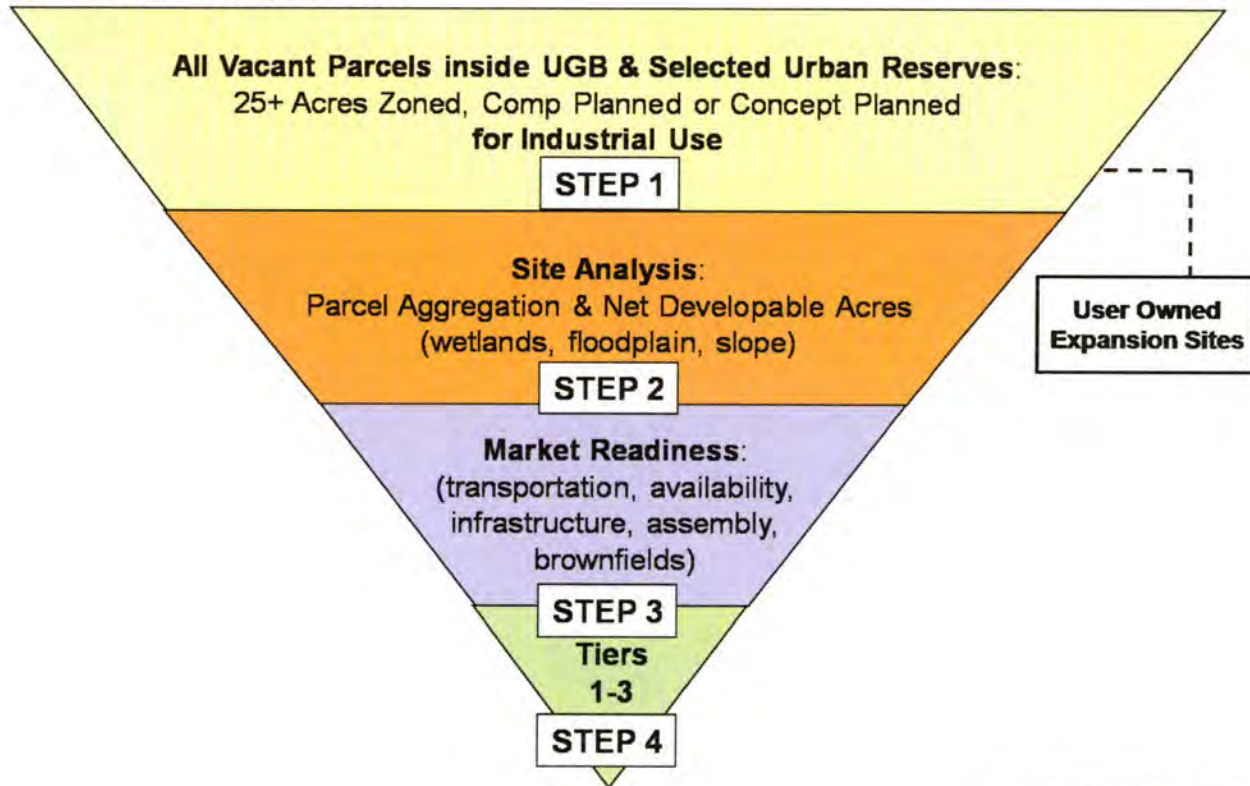 All Vacant Parcels inside UGB & Selected Urban Reserves:
25+ Acres Zoned, Comp Planned or Concept Planned
for Industrial Use
STEP 1
Site Analysis:
Parcel Aggregation & Net Developable Acres
(wetlands, floodplain, slope)
STEP 2
User Owned
Expansion Sites
Market Readiness:
(transportation, availability,
infrastructure, assembly,
brownfields)
STEP 3
Tiers
1-3
STEP 4